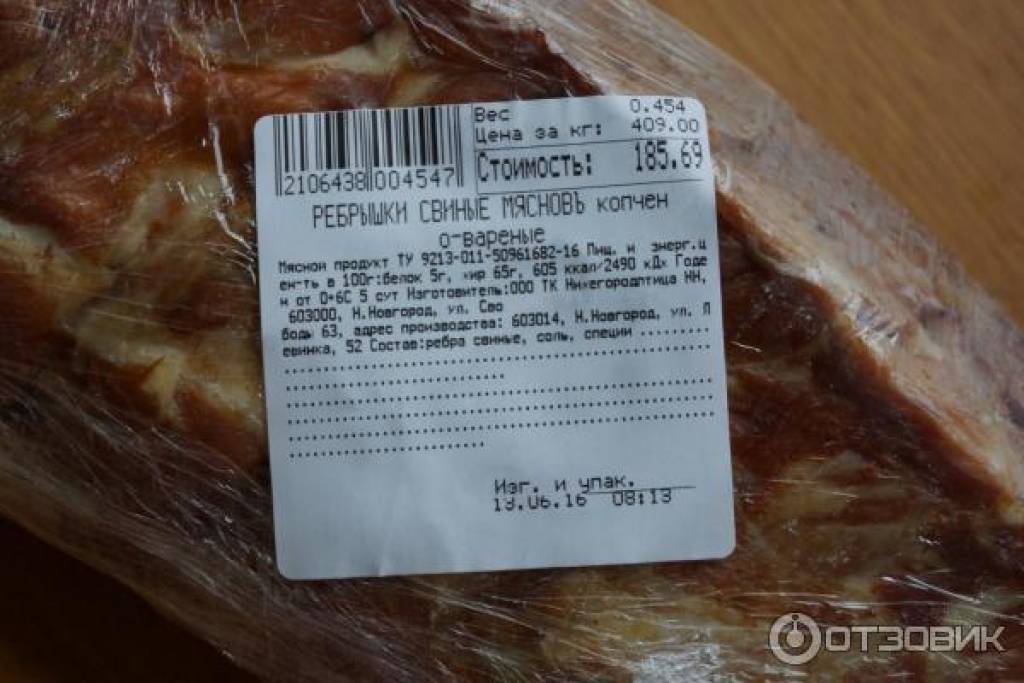 Вес 0.454
Цена за кг: 409.00
Стоимость: 185.69
2106438 004547
РЕБРЫШКИ СВИНЫЕ МЯСНОВЪ копчен
о-вареные
Мясной продукт ТУ 9213-011-50961682-16 Пищ. и энерг.ц
ен-ть в 100г:белок 5г, жир 65г, 605 ккал/2490 кДж Годе
н от 0+6С 5 сут Изготовитель:ООО ТК Нижегородптица НН,
603000, Н.Новгород, ул. Сво
боды 63, адрес производства: 603014, Н.Новгород, ул. Л
евинка, 52 Состав:ребра свиные, соль, специи
Изг. и упак.
13.06.16 08:13
ОТЗОВИК